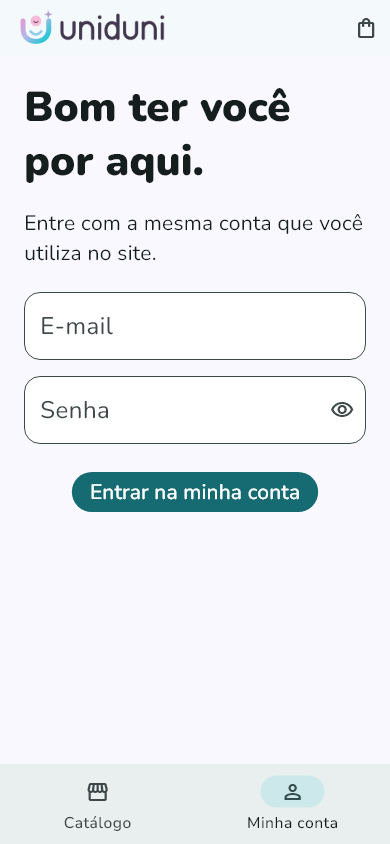 uniduni
Bom ter você
por aqui.
Entre com a mesma conta que você
utiliza no site.
E-mail
Senha
Entrar na minha conta
Catálogo
Minha conta